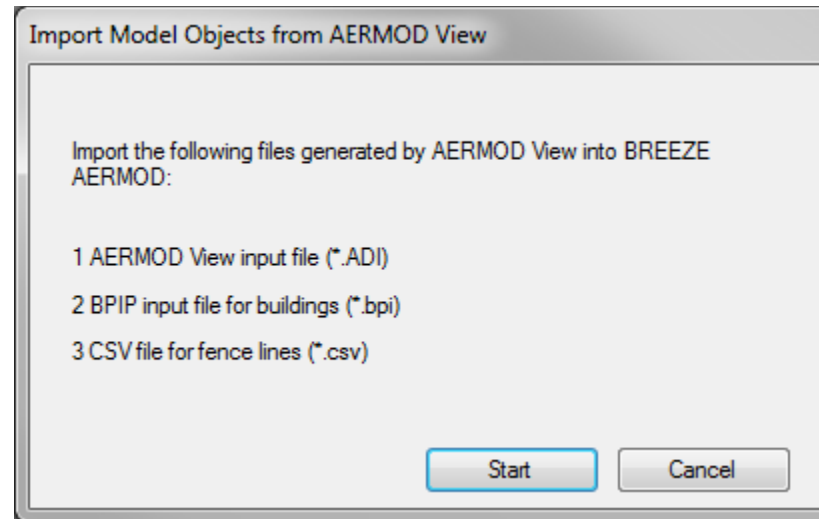 Import Model Objects from AERMOD View
Import the following files generated by AERMOD View into BREEZE
AERMOD:
1 AERMOD View input file (*.ADI)
2 BPIP input file for buildings (*.bpi)
3 CSV file for fence lines (*.csv)
Start Cancel